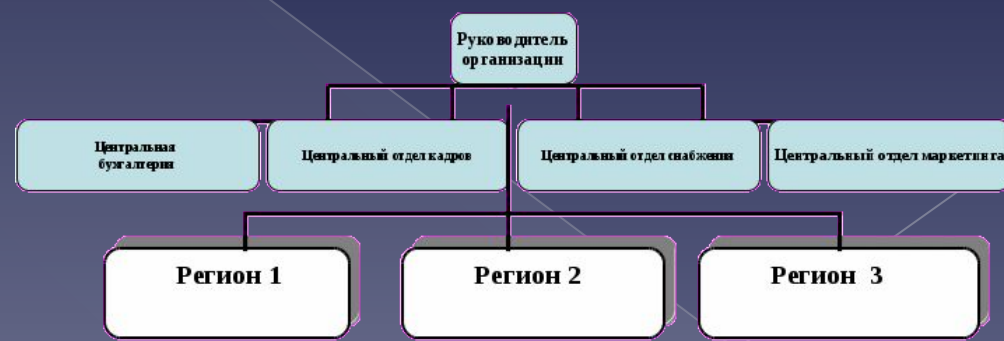 Руководитель
организации
Центральная
бухгалтерия
Центральный отдел кадров
Центральный отдел снабжения
Центральный отдел маркетинга
Регион 1
Регион 2
Регион 3